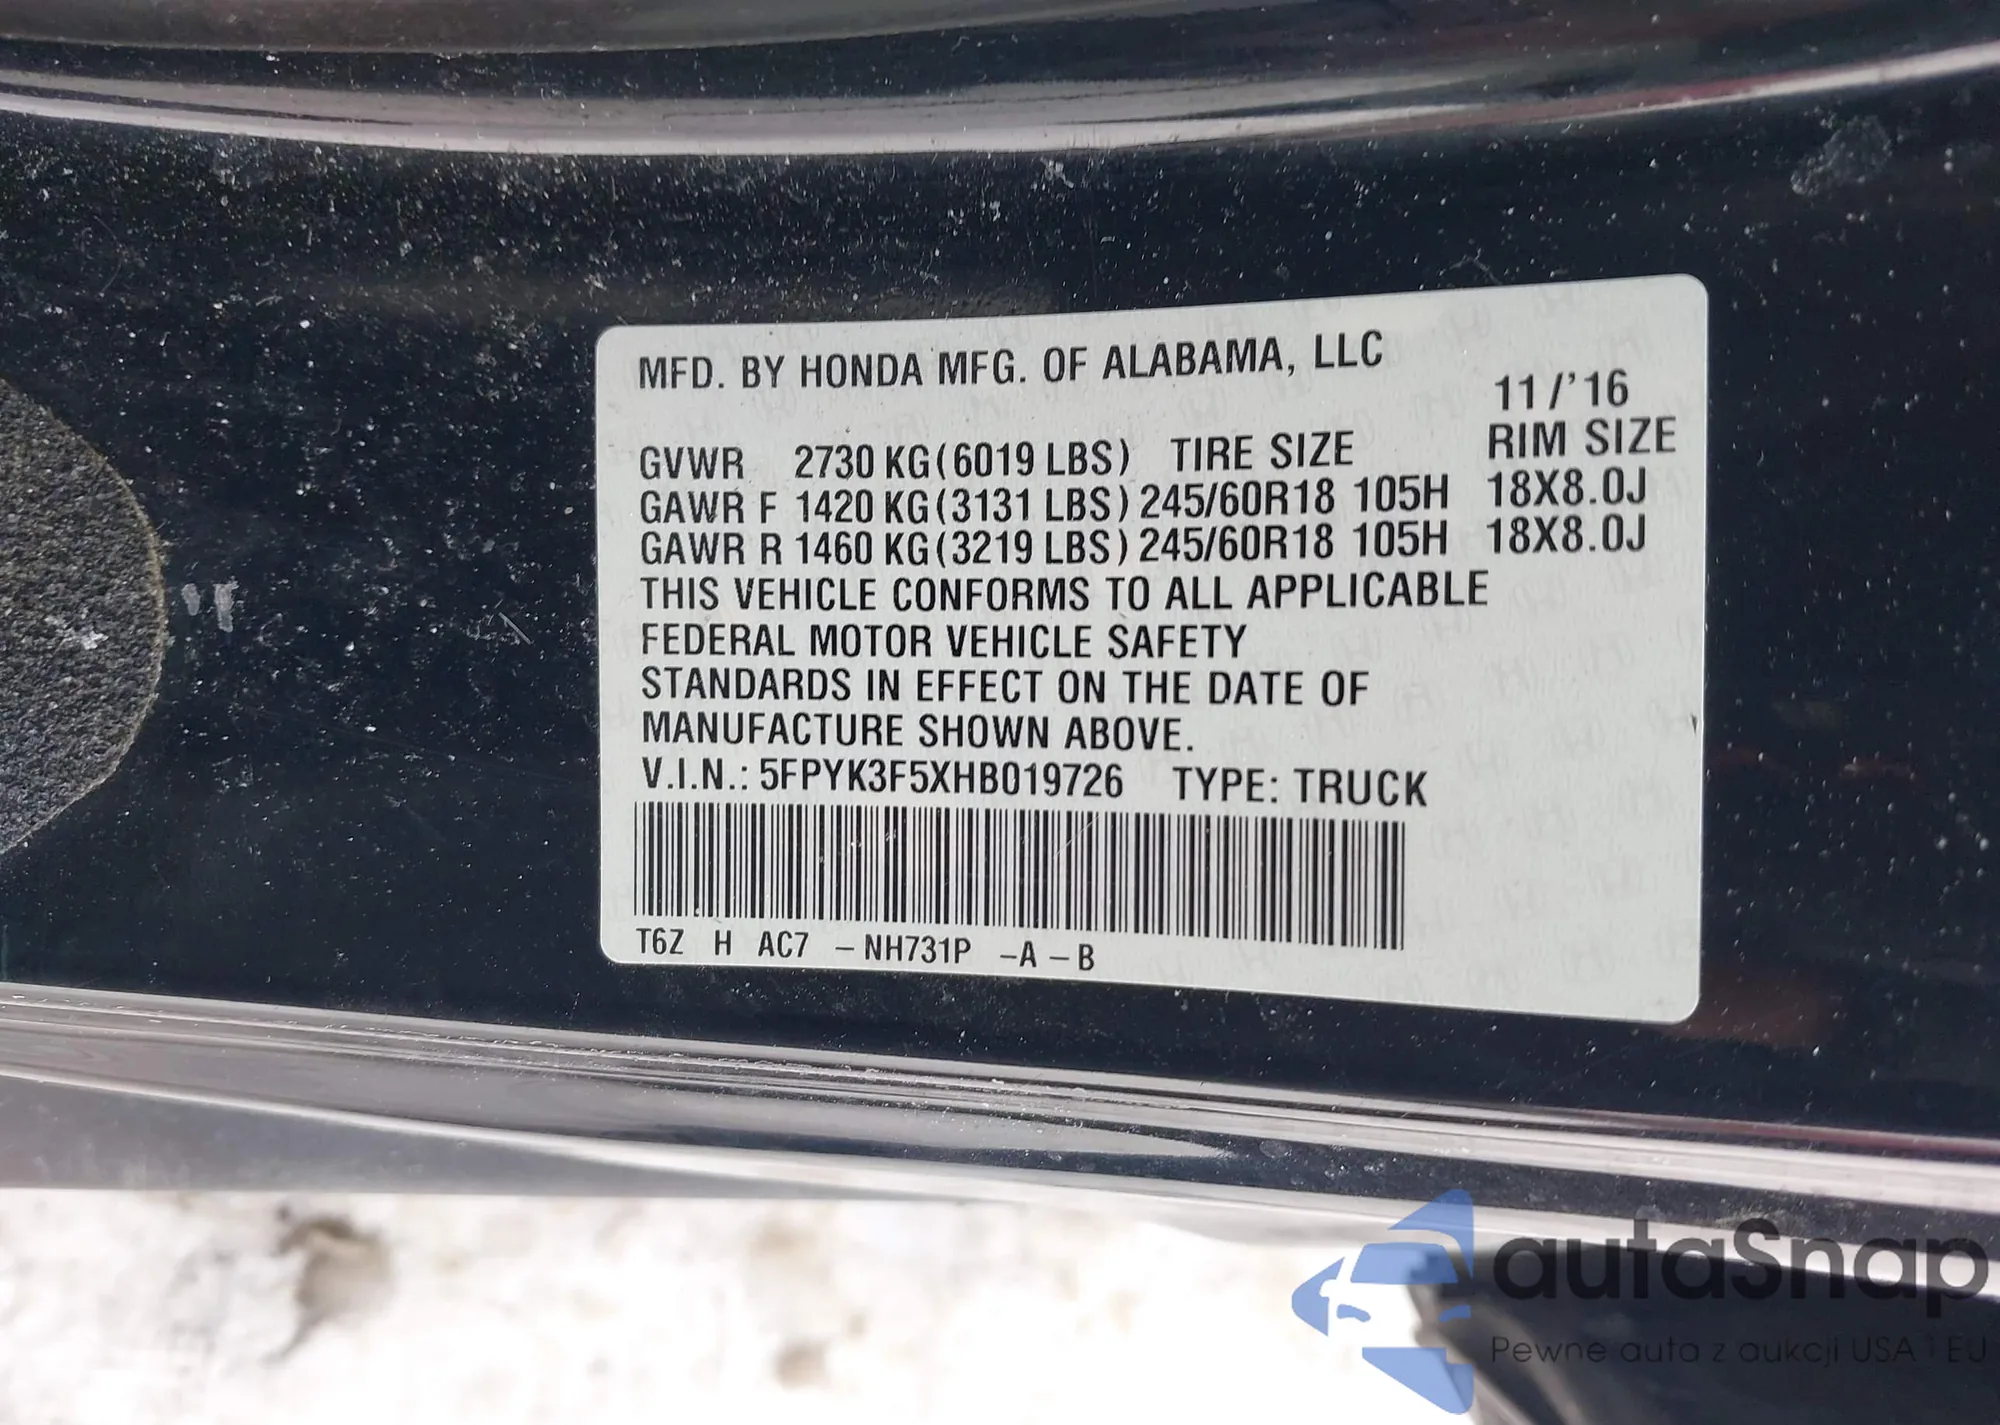 MFD. BY HONDA MFG. OF ALABAMA, LLC
11/'16
GVWR 2730 KG(6019 LBS) TIRE SIZE RIM SIZE
GAWR F 1420 KG(3131 LBS) 245/60R18 105H 18X8.0J
GAWR R 1460 KG(3219 LBS) 245/60R18 105H 18X8.0J
THIS VEHICLE CONFORMS TO ALL APPLICABLE
FEDERAL MOTOR VEHICLE SAFETY
STANDARDS IN EFFECT ON THE DATE OF
MANUFACTURE SHOWN ABOVE.
V.I.N.: 5FPYK3F5XHB019726 TYPE: TRUCK
T6Z H AC7 –NH731P –A –B
autaSnap
Pewne auta z aukcji USA i EU